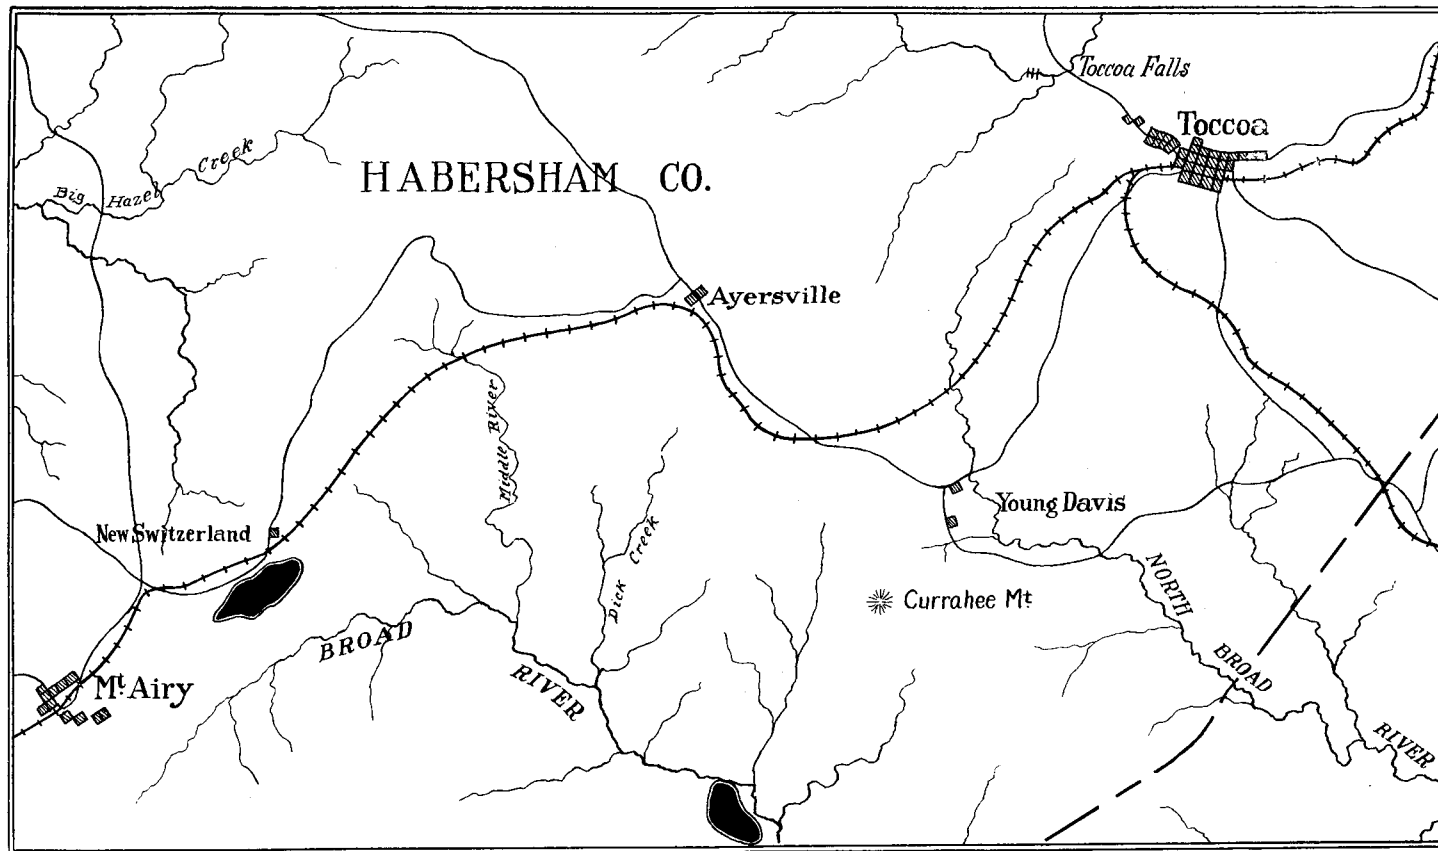 Toccoa Falls
Toccoa
Big Hazel Creek
HABERSHAM CO.
Ayersville
Middle River
Dick Creek
New Switzerland
Young Davis
Currahee Mt
NORTH BROAD RIVER
BROAD RIVER
Mt. Airy